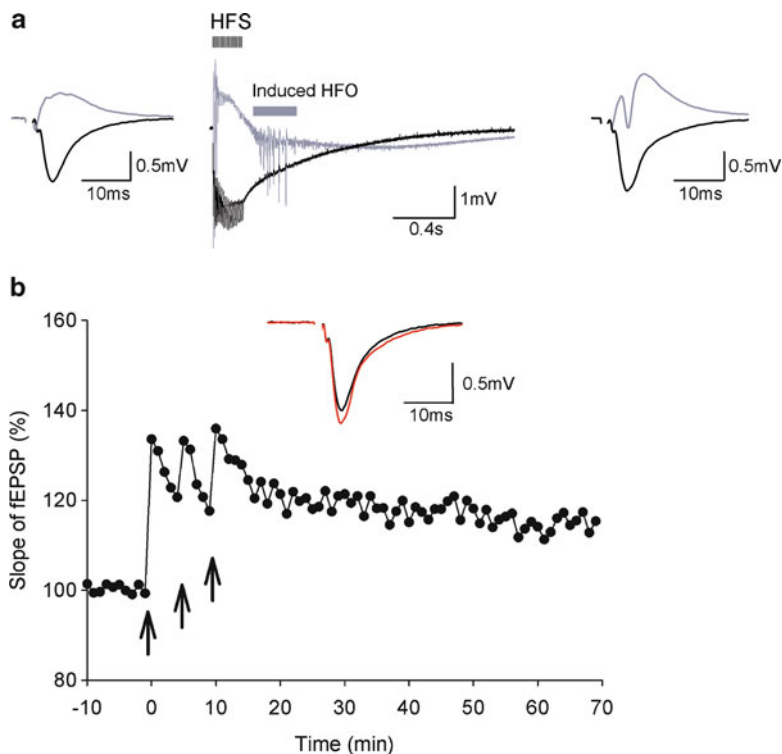 a
HFS
Induced HFO
0.5mV
10ms
1mV
0.4s
0.5mV
10ms
b
160
140
120
100
80
Slope of fEPSP (%)
0.5mV
10ms
-10 0 10 20 30 40 50 60 70
Time (min)